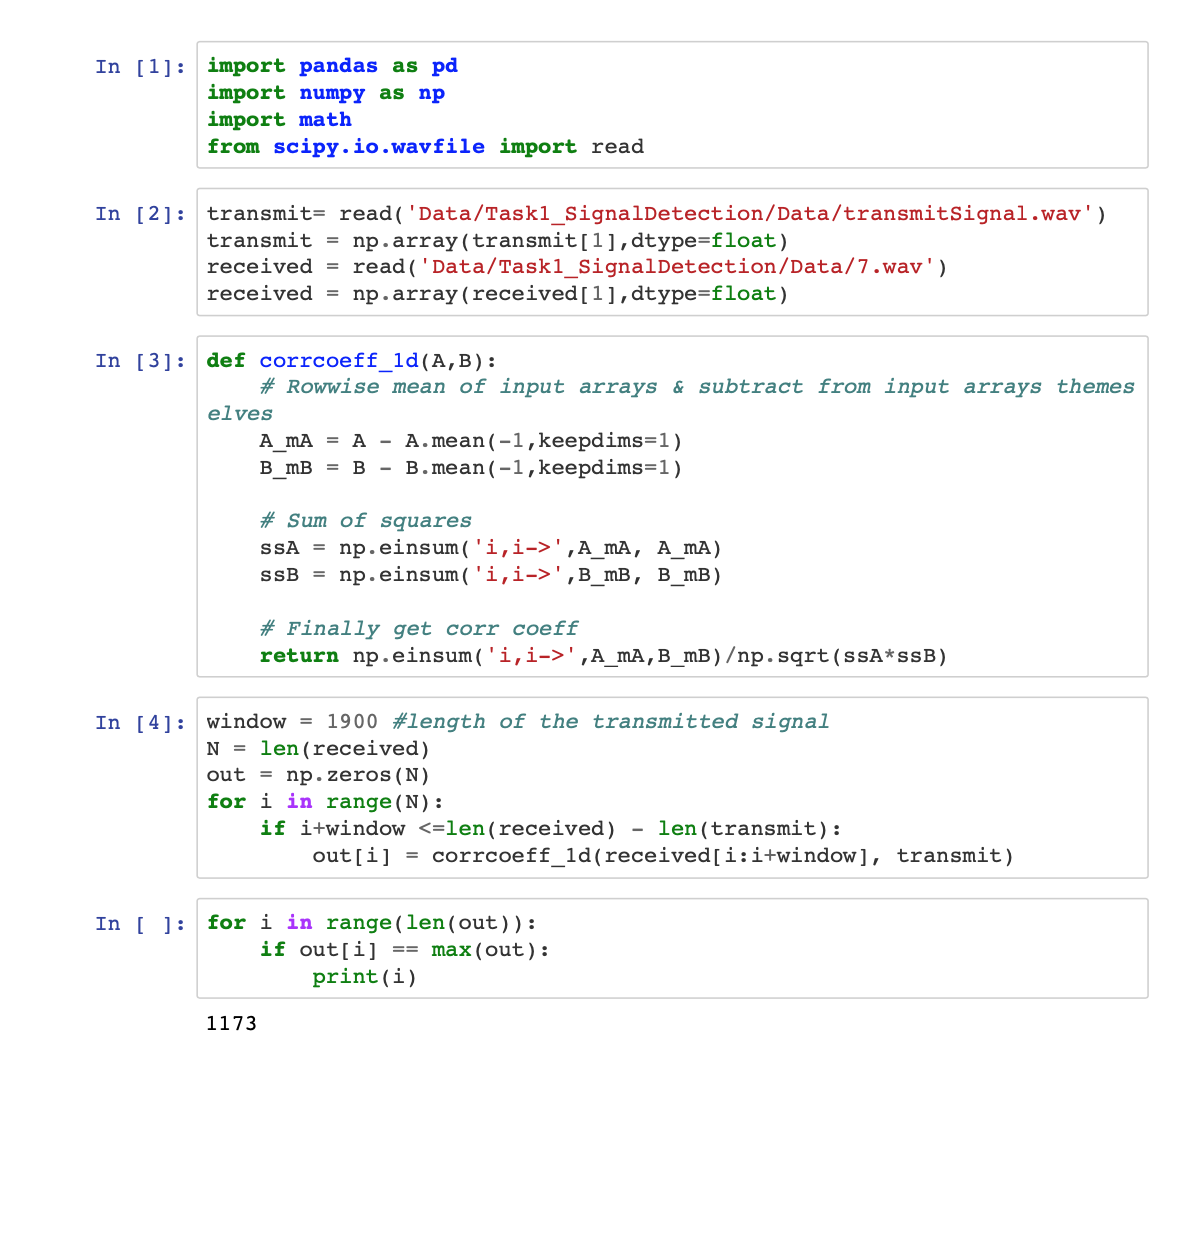 In [1]: import pandas as pd
import numpy as np
import math
from scipy.io.wavfile import read
In [2]: transmit= read('Data/Task1_SignalDetection/Data/transmitSignal.wav')
transmit = np.array(transmit[1],dtype=float)
received = read('Data/Task1_SignalDetection/Data/7.wav')
received = np.array(received[1],dtype=float)
In [3]: def corrcoeff_1d(A,B):
    # Rowwise mean of input arrays & subtract from input arrays themes
elves
    A_mA = A - A.mean(-1,keepdims=1)
    B_mB = B - B.mean(-1,keepdims=1)
    # Sum of squares
    ssA = np.einsum('i,i->',A_mA, A_mA)
    ssB = np.einsum('i,i->',B_mB, B_mB)
    # Finally get corr coeff
    return np.einsum('i,i->',A_mA,B_mB)/np.sqrt(ssA*ssB)
In [4]: window = 1900 #length of the transmitted signal
N = len(received)
out = np.zeros(N)
for i in range(N):
    if i+window <=len(received) - len(transmit):
        out[i] = corrcoeff_1d(received[i:i+window], transmit)
In [ ]: for i in range(len(out)):
    if out[i] == max(out):
        print(i)
1173